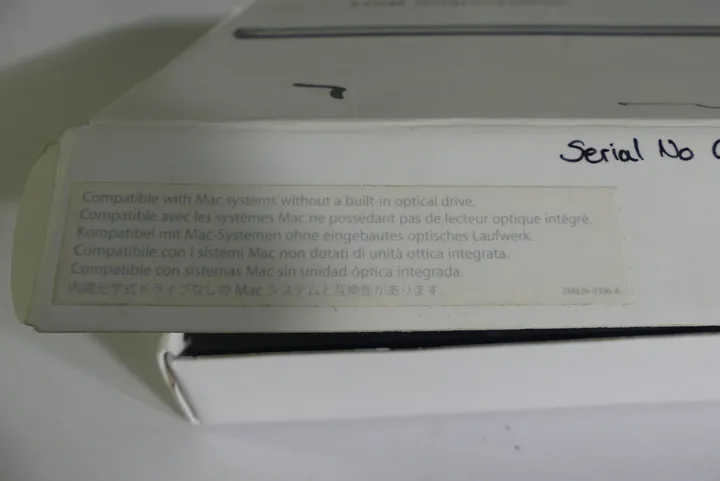 Serial No
Compatible with Mac systems without a built-in optical drive.
Compatible avec les systèmes Mac ne possédant pas de lecteur optique intégré.
Kompatibel mit Mac-Systemen ohne eingebautes optisches Laufwerk.
Compatibile con i sistemi Mac non dotati di unità ottica integrata.
Compatible con sistemas Mac sin unidad óptica integrada.
内蔵光学式ドライブなしの Mac システムと互換性があります。